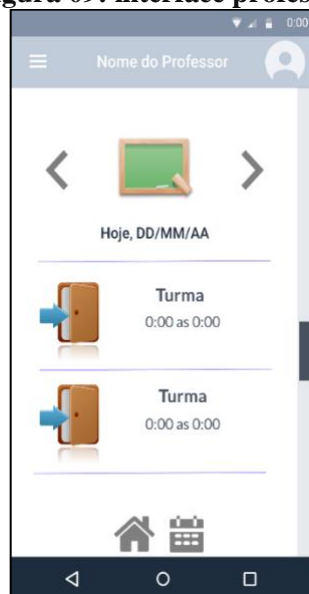 gura 09: Interface profes
0:00
Nome do Professor
Hoje, DD/MM/AA
Turma
0:00 as 0:00
Turma
0:00 as 0:00